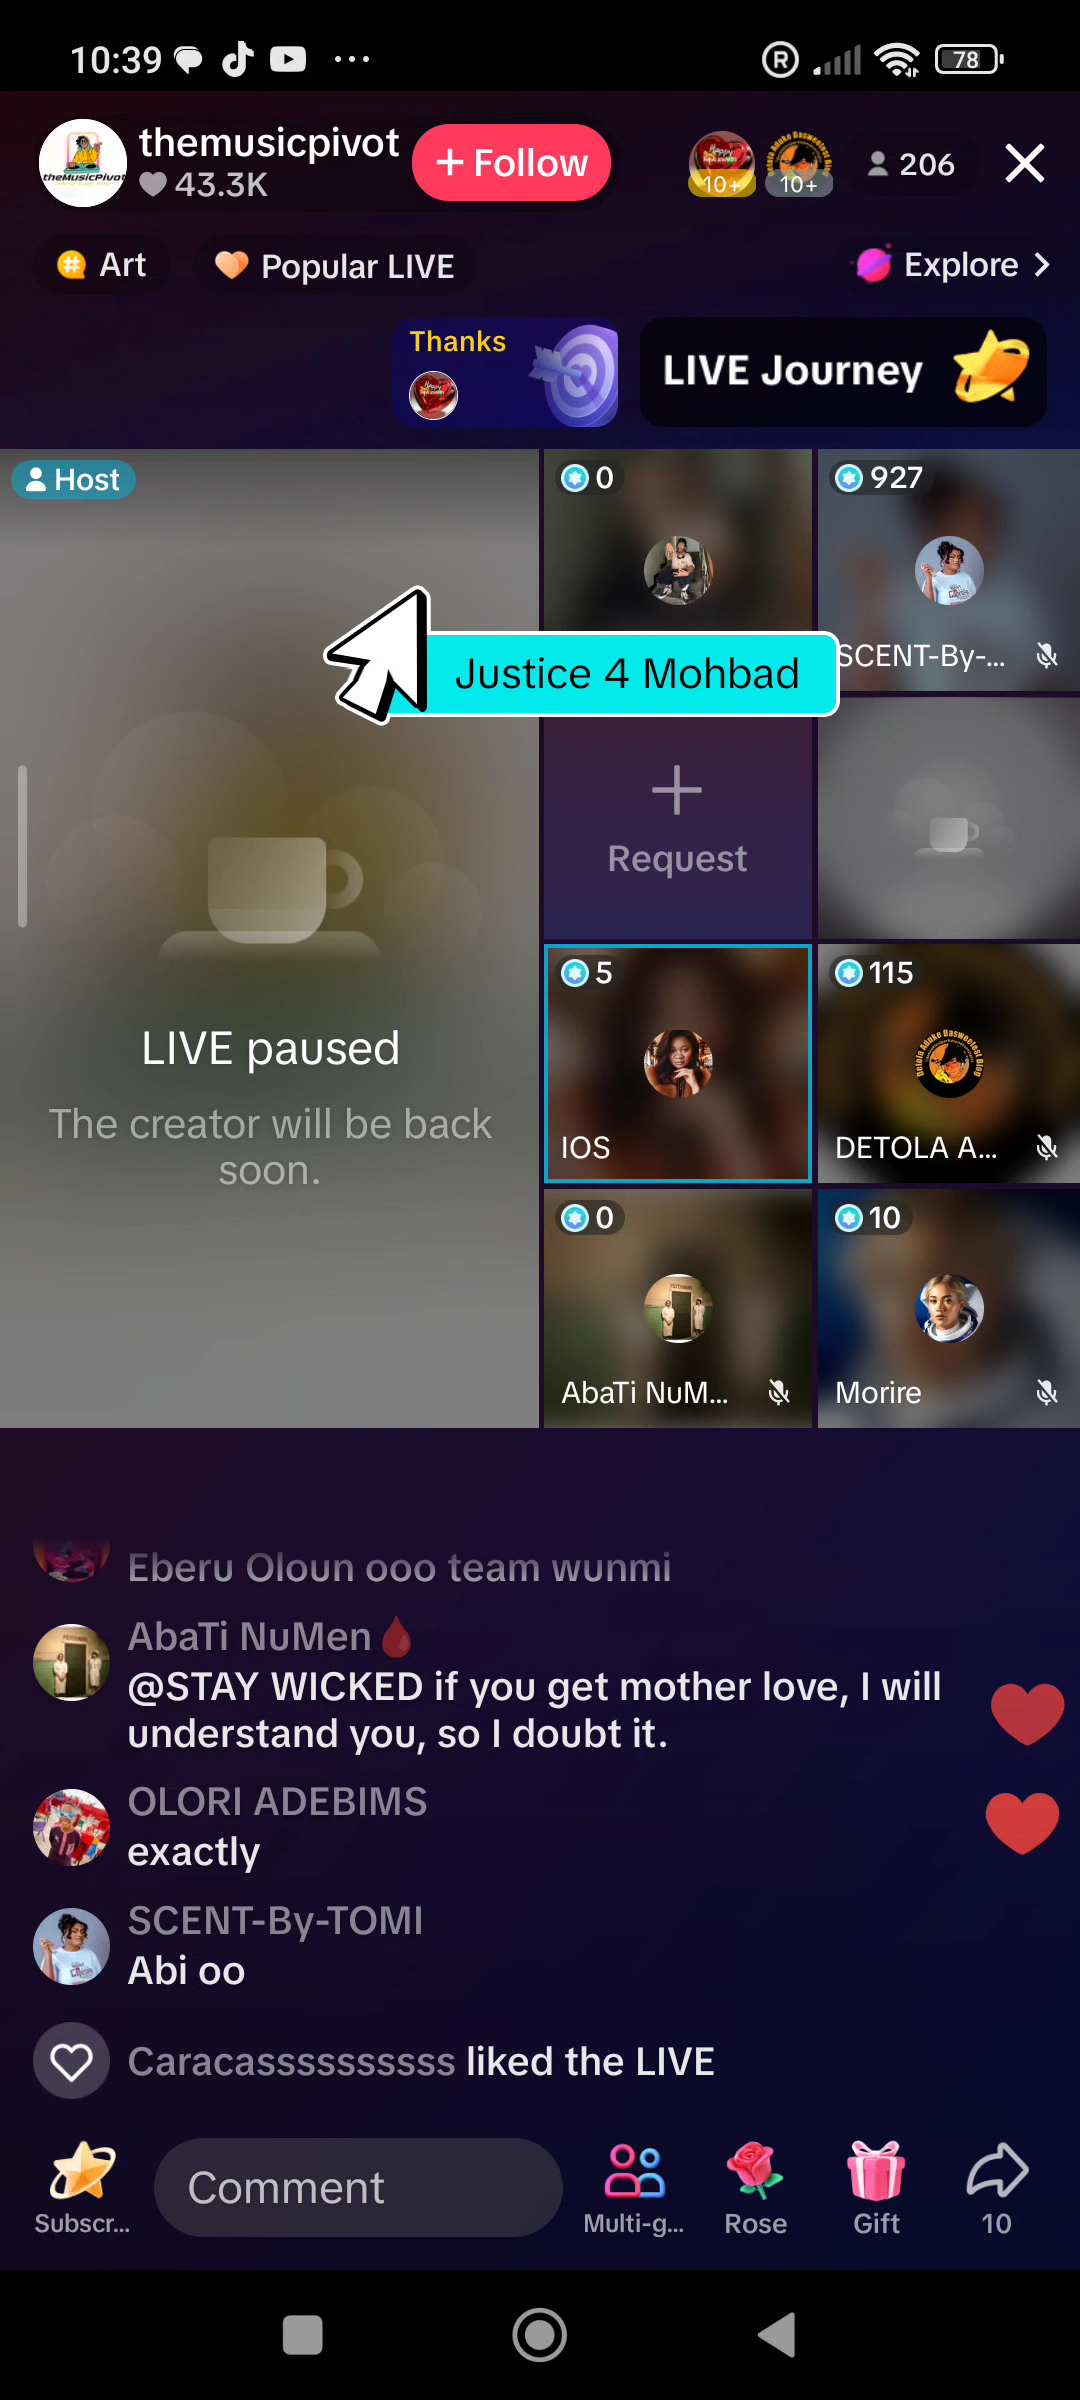 10:39
R
78
themusicpivot
43.3K
+ Follow
10+
10+
206
theMusicPivot
Art
Popular LIVE
Explore
Thanks
LIVE Journey
Host
0
927
SCENT-By-...
Justice 4 Mohbad
Request
LIVE paused
The creator will be back
soon.
5
115
IOS
DETOLA A...
0
10
AbaTi NuM...
Morire
Eberu Oloun ooo team wunmi
AbaTi NuMen
@STAY WICKED if you get mother love, I will
understand you, so I doubt it.
OLORI ADEBIMS
exactly
SCENT-By-TOMI
Abi oo
Caracassssssssss liked the LIVE
Comment
Subscr...
Multi-g...
Rose
Gift
10